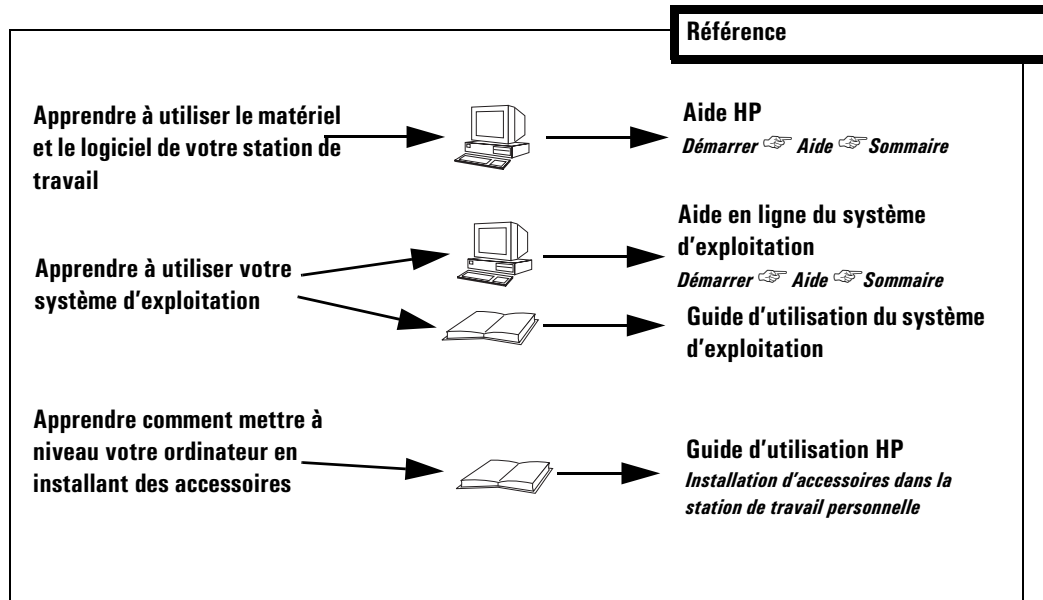 Référence
Apprendre à utiliser le matériel
et le logiciel de votre station de
travail
Aide HP
Démarrer ☞ Aide ☞ Sommaire
Apprendre à utiliser votre
système d'exploitation
Aide en ligne du système
d'exploitation
Démarrer ☞ Aide ☞ Sommaire
Guide d'utilisation du système
d'exploitation
Apprendre comment mettre à
niveau votre ordinateur en
installant des accessoires
Guide d'utilisation HP
Installation d'accessoires dans la
station de travail personnelle